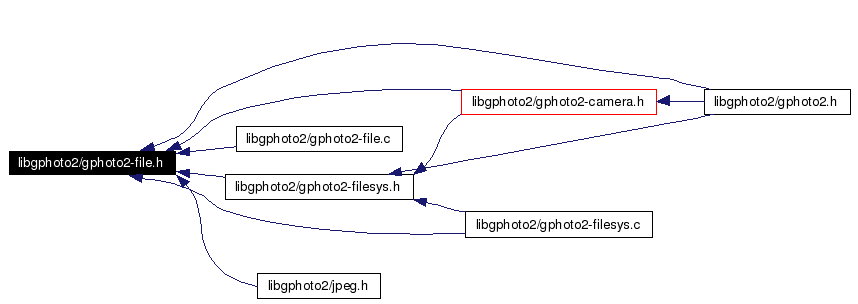 libgphoto2/gphoto2-camera.h
libgphoto2/gphoto2.h
libgphoto2/gphoto2-file.c
libgphoto2/gphoto2-file.h
libgphoto2/gphoto2-filesys.h
libgphoto2/gphoto2-filesys.c
libgphoto2/jpeg.h